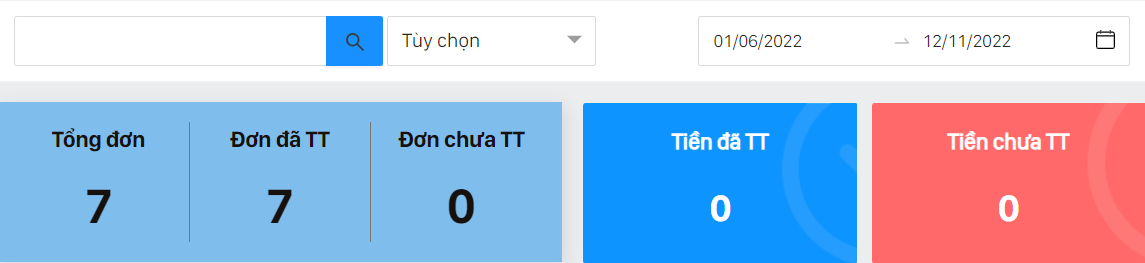 Tùy chọn
01/06/2022 → 12/11/2022
Tổng đơn
7
Đơn đã TT
7
Đơn chưa TT
0
Tiền đã TT
0
Tiền chưa TT
0